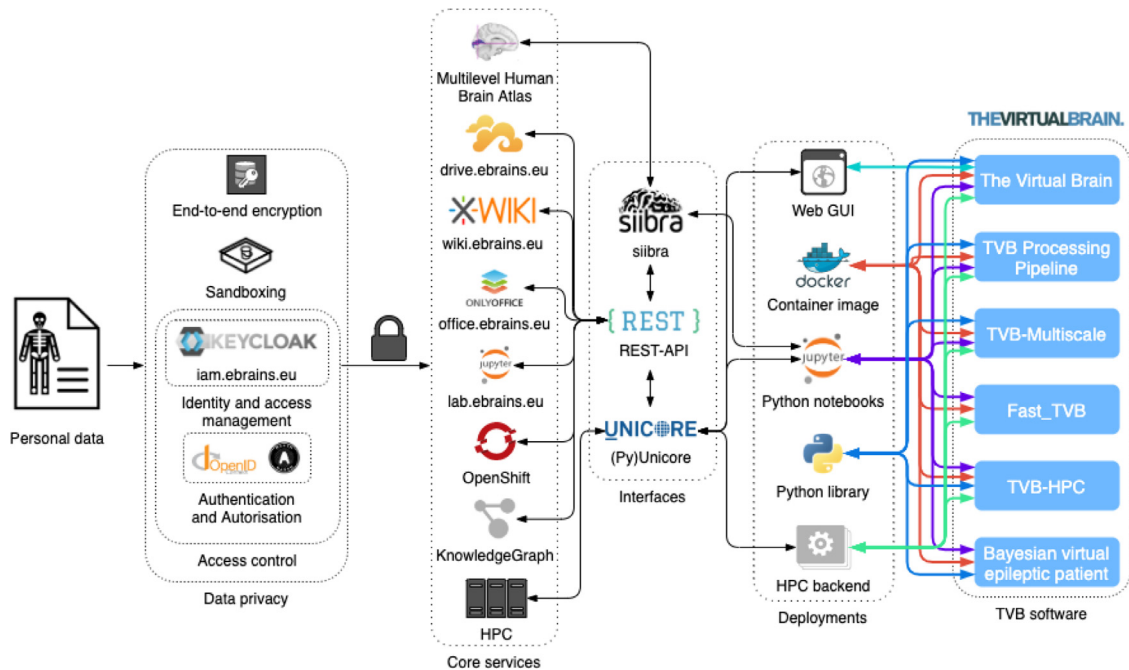 Personal data
End-to-end encryption
Sandboxing
KEYCLOAK
iam.ebrains.eu
Identity and access
management
OpenID
Authentication
and Autorisation
Access control
Data privacy
Multilevel Human
Brain Atlas
drive.ebrains.eu
X-WIKI
wiki.ebrains.eu
ONLYOFFICE
office.ebrains.eu
jupyter
lab.ebrains.eu
OpenShift
KnowledgeGraph
HPC
Core services
siibra
siibra
{ REST }
REST-API
UNICORE
(Py)Unicore
Interfaces
Web GUI
docker
Container image
jupyter
Python notebooks
Python library
HPC backend
Deployments
THEVIRTUALBRAIN.
The Virtual Brain
TVB Processing
Pipeline
TVB-Multiscale
Fast_TVB
TVB-HPC
Bayesian virtual
epileptic patient
TVB software